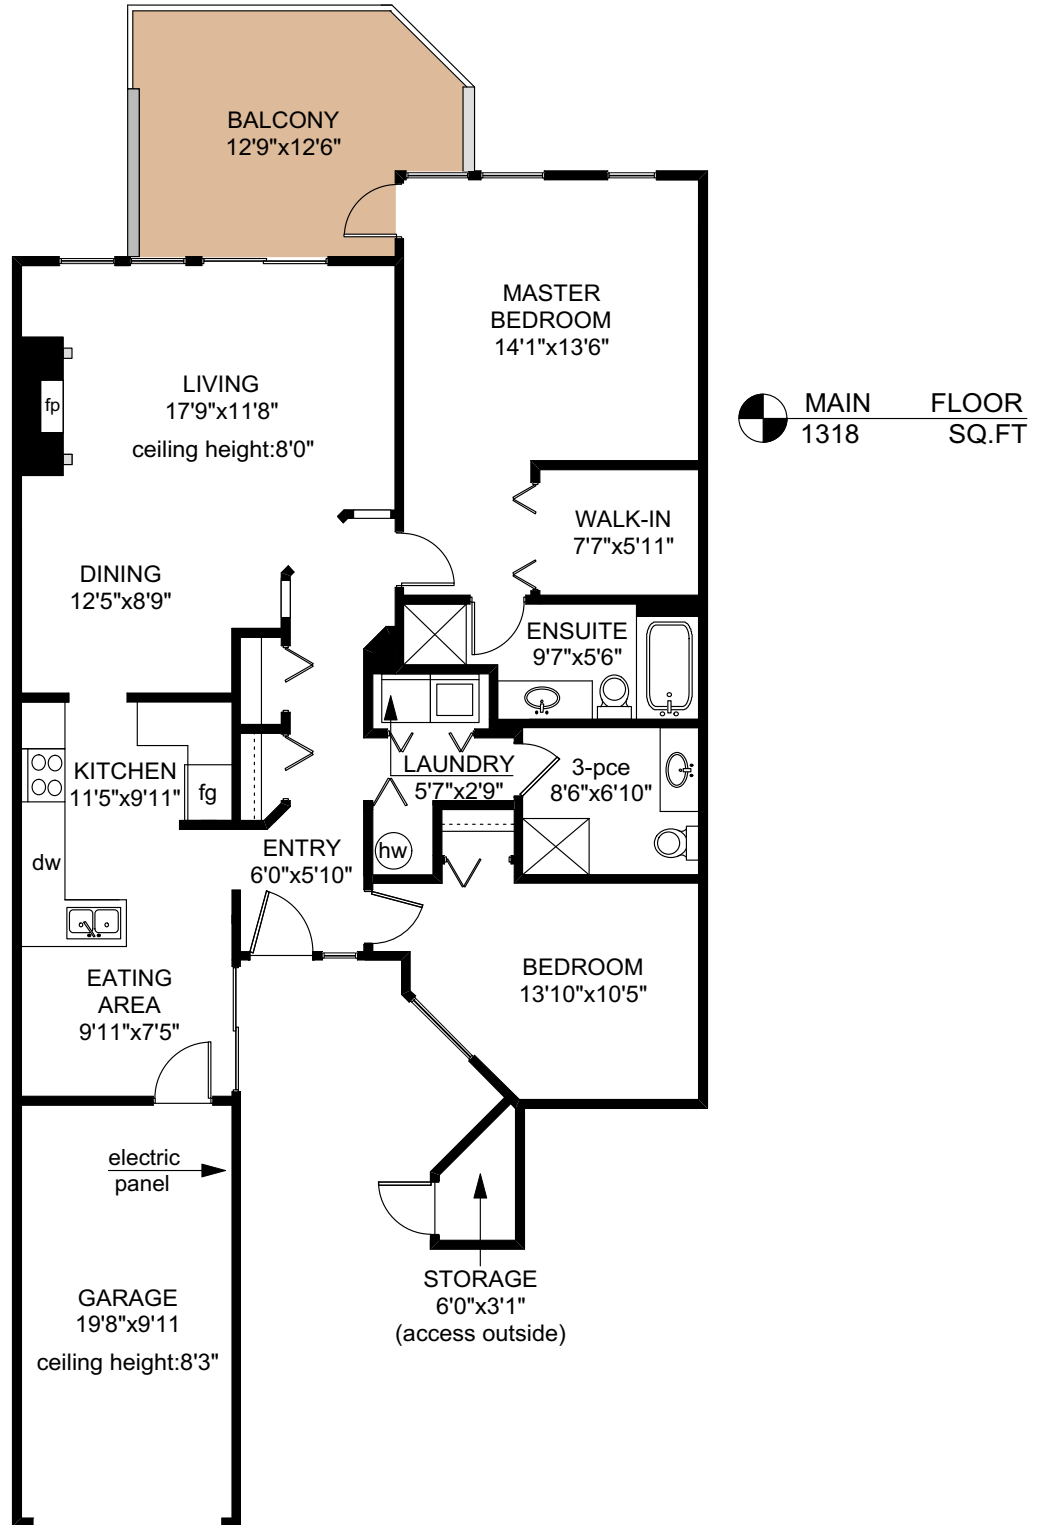 BALCONY
12'9"x12'6"
MASTER
BEDROOM
14'1"x13'6"
LIVING
17'9"x11'8"
ceiling height:8'0"
fp
MAIN FLOOR
1318 SQ.FT
WALK-IN
7'7"x5'11"
DINING
12'5"x8'9"
ENSUITE
9'7"x5'6"
KITCHEN
11'5"x9'11"
fg
LAUNDRY
5'7"x2'9"
3-pce
8'6"x6'10"
dw
ENTRY
6'0"x5'10"
hw
EATING
AREA
9'11"x7'5"
BEDROOM
13'10"x10'5"
electric
panel
STORAGE
6'0"x3'1"
(access outside)
GARAGE
19'8"x9'11
ceiling height:8'3"